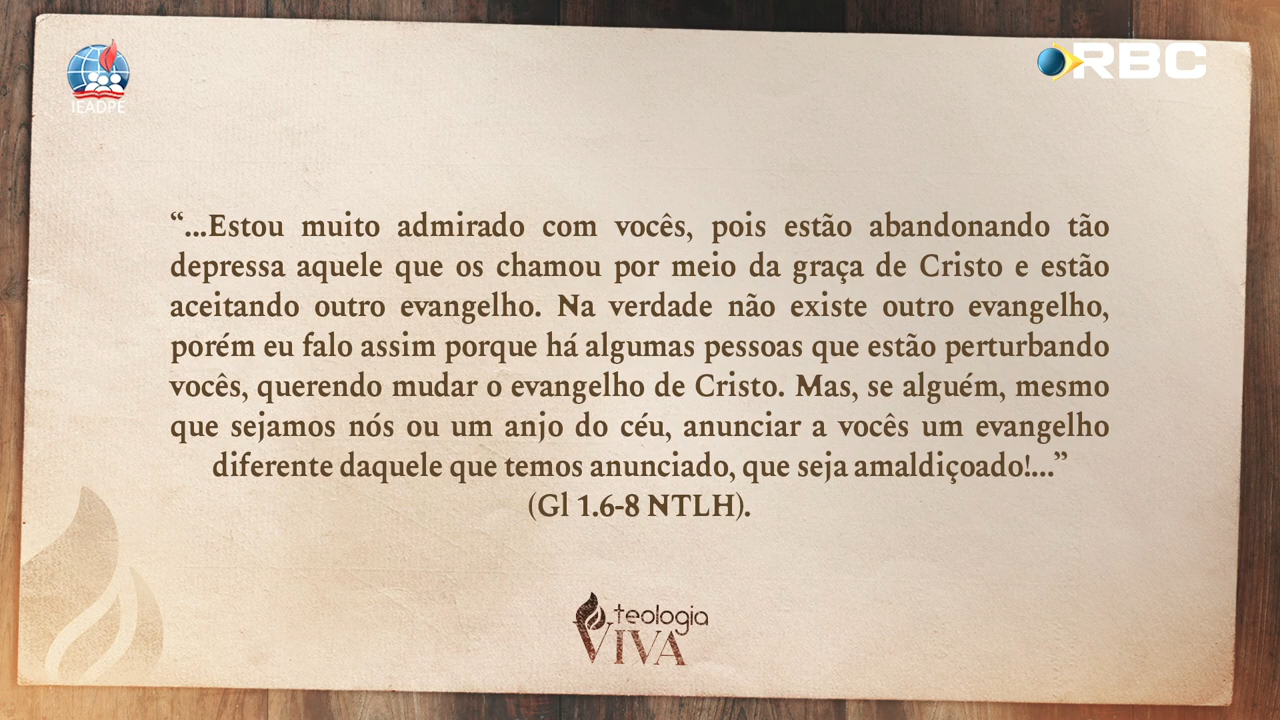 IEADPE
RBC
“...Estou muito admirado com vocês, pois estão abandonando tão
depressa aquele que os chamou por meio da graça de Cristo e estão
aceitando outro evangelho. Na verdade não existe outro evangelho,
porém eu falo assim porque há algumas pessoas que estão perturbando
vocês, querendo mudar o evangelho de Cristo. Mas, se alguém, mesmo
que sejamos nós ou um anjo do céu, anunciar a vocês um evangelho
diferente daquele que temos anunciado, que seja amaldiçoado!...”
(Gl 1.6-8 NTLH).
teologia
VIVA